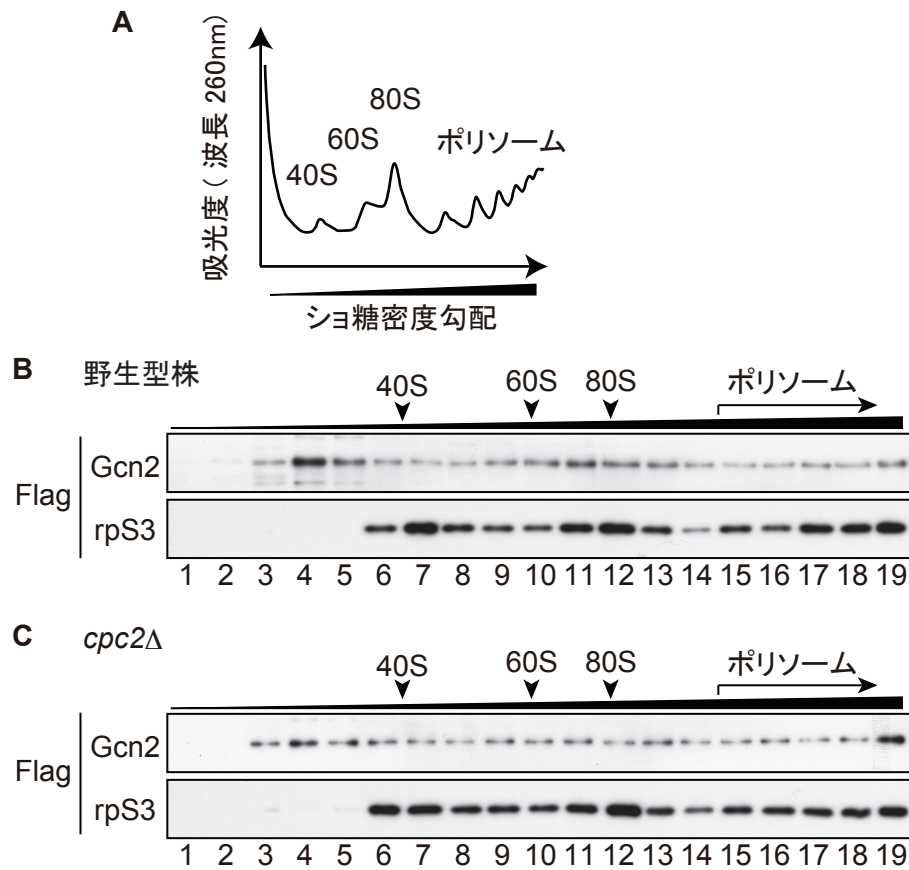 A
吸光度( 波長 260nm)
40S
60S
80S
ポリソーム
ショ糖密度勾配
B 野生型株
40S 60S 80S ポリソーム
Flag
Gcn2
rpS3
1 2 3 4 5 6 7 8 9 10 11 12 13 14 15 16 17 18 19
C cpc2Δ
40S 60S 80S ポリソーム
Flag
Gcn2
rpS3
1 2 3 4 5 6 7 8 9 10 11 12 13 14 15 16 17 18 19